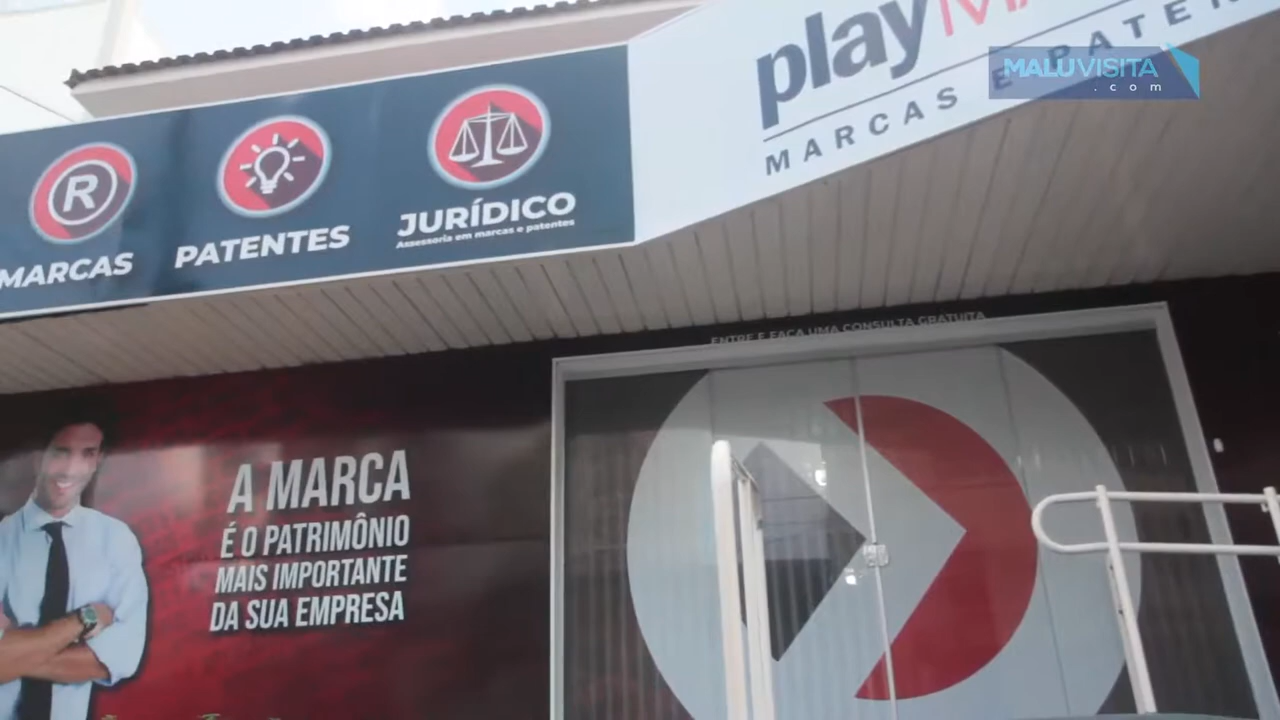 playM
MARCAS E PATE
MALUVISITA
.com
R
MARCAS
PATENTES
JURÍDICO
Assessoria em marcas e patentes
ENTRE E FAÇA UMA CONSULTA GRATUITA
A MARCA
É O PATRIMÔNIO
MAIS IMPORTANTE
DA SUA EMPRESA